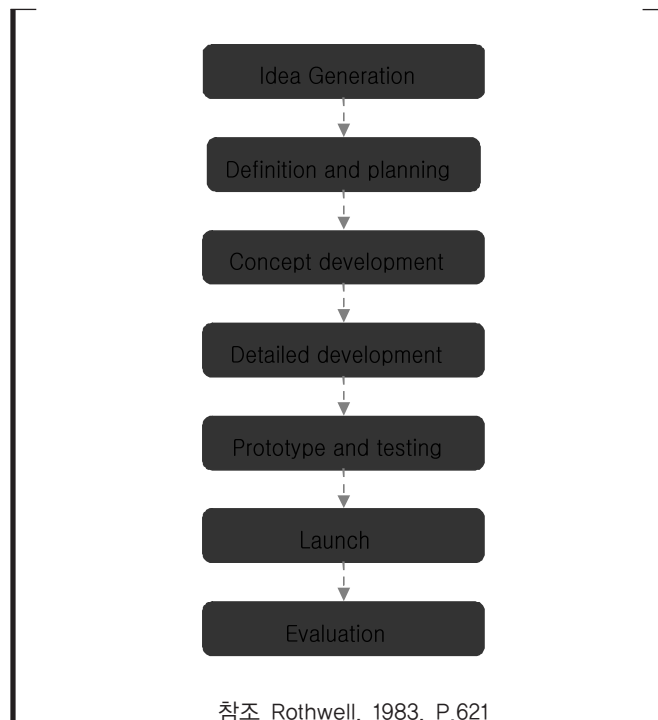 Idea Generation
Definition and planning
Concept development
Detailed development
Prototype and testing
Launch
Evaluation
참조 Rothwell, 1983, P.621